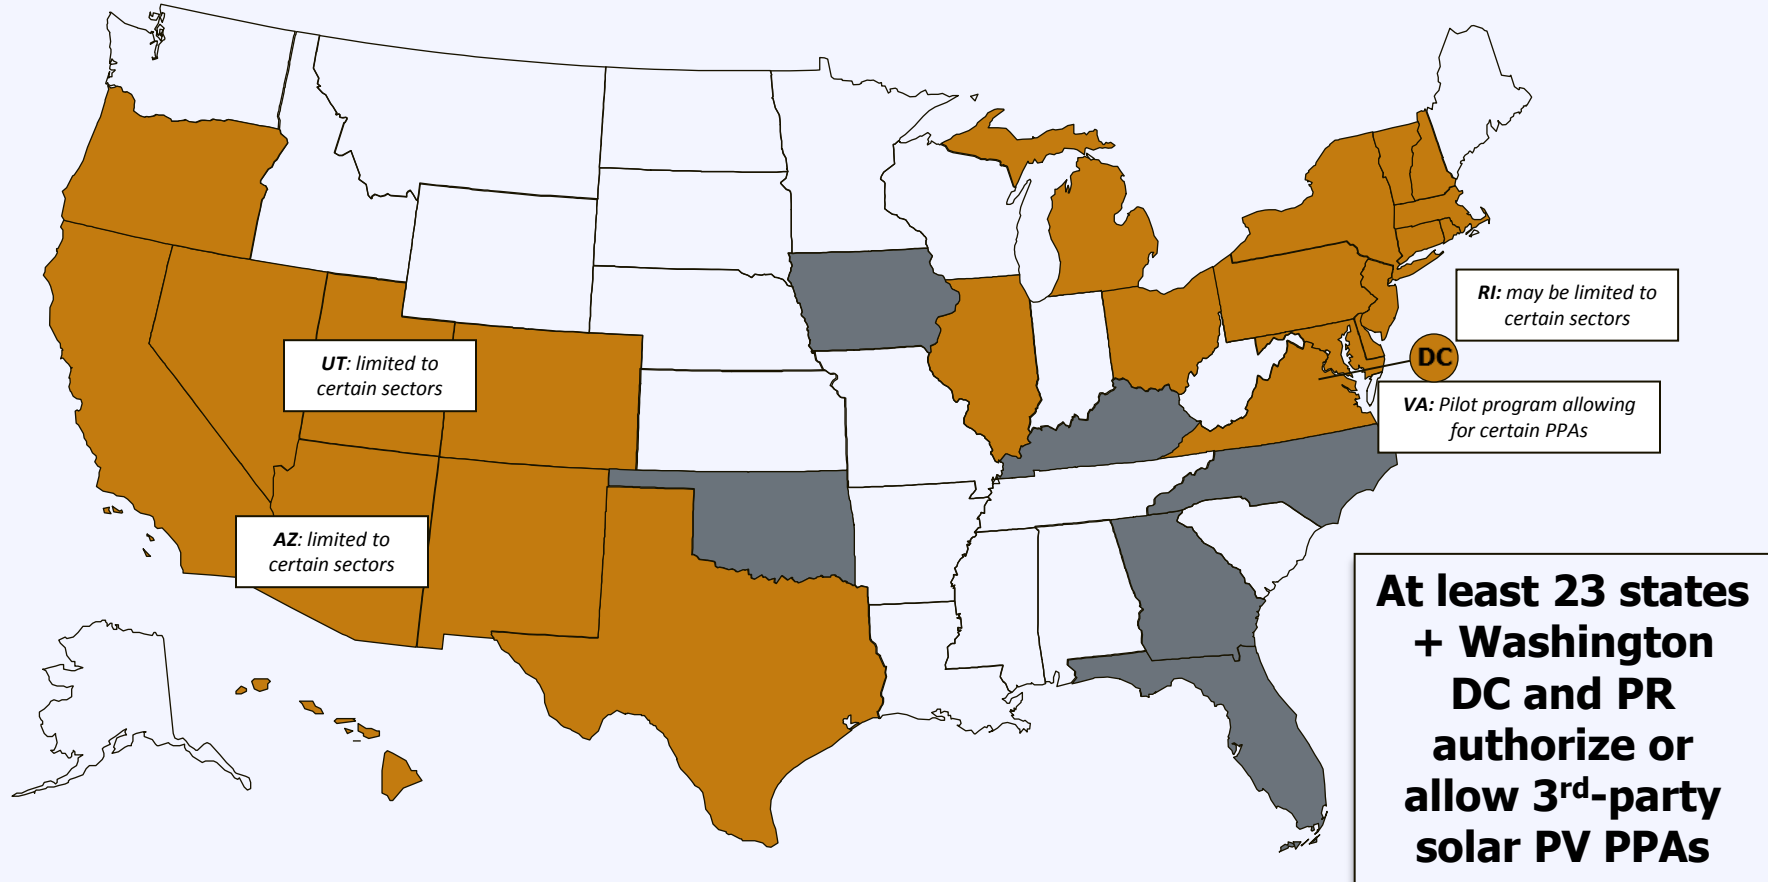 RI: may be limited to
certain sectors
UT: limited to
certain sectors
DC
VA: Pilot program allowing
for certain PPAs
AZ: limited to
certain sectors
At least 23 states
+ Washington
DC and PR
authorize or
allow 3rd-party
solar PV PPAs